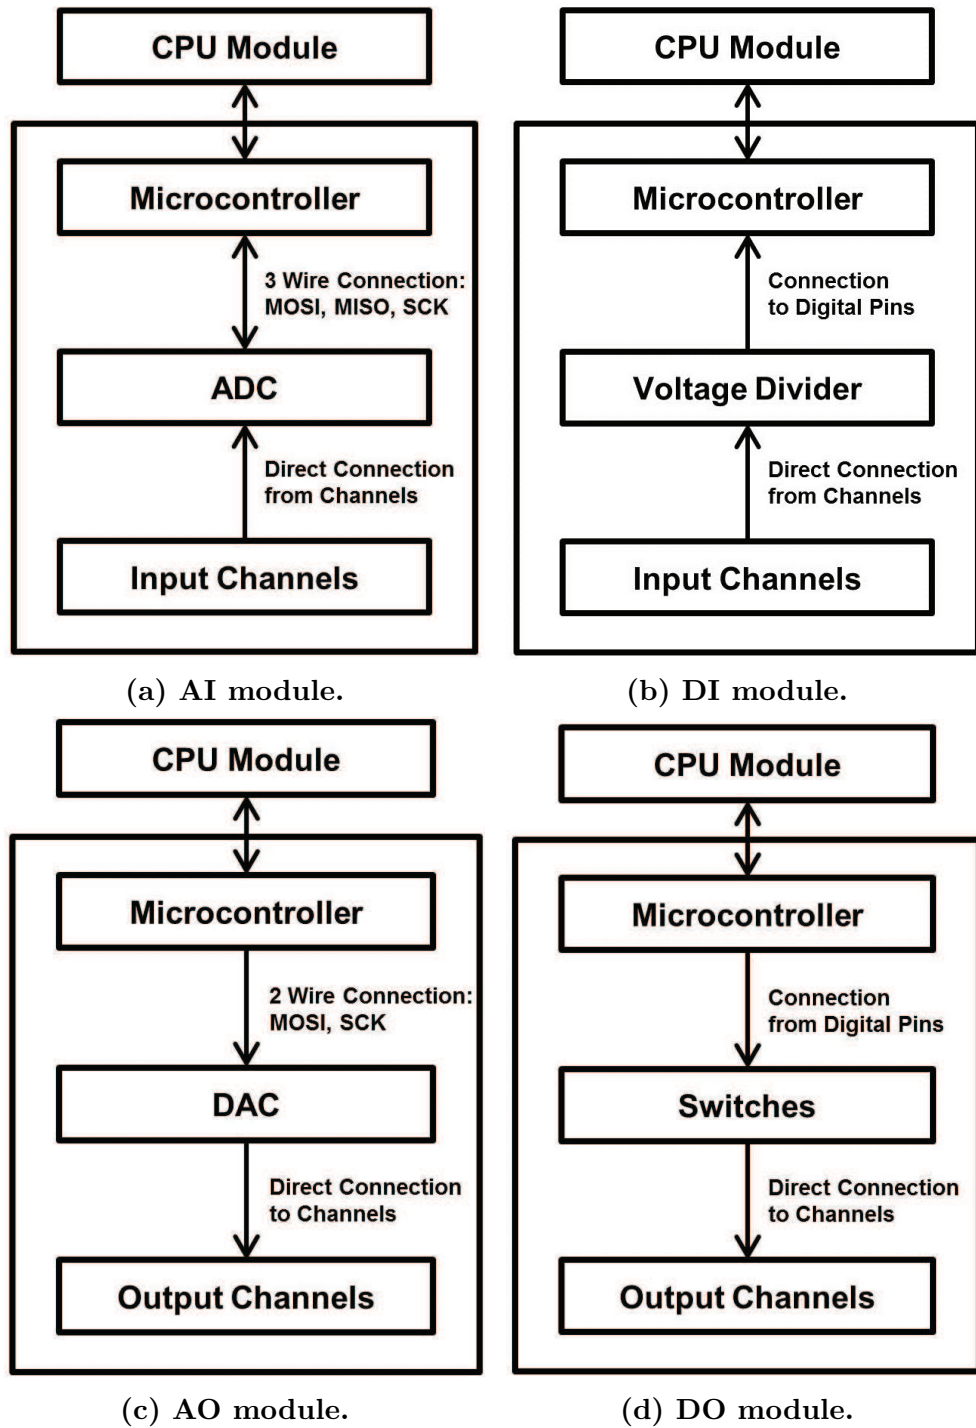 CPU Module
Microcontroller
3 Wire Connection:
MOSI, MISO, SCK
ADC
Direct Connection
from Channels
Input Channels
(a) AI module.
CPU Module
Microcontroller
Connection
to Digital Pins
Voltage Divider
Direct Connection
from Channels
Input Channels
(b) DI module.
CPU Module
Microcontroller
2 Wire Connection:
MOSI, SCK
DAC
Direct Connection
to Channels
Output Channels
(c) AO module.
CPU Module
Microcontroller
Connection
from Digital Pins
Switches
Direct Connection
to Channels
Output Channels
(d) DO module.